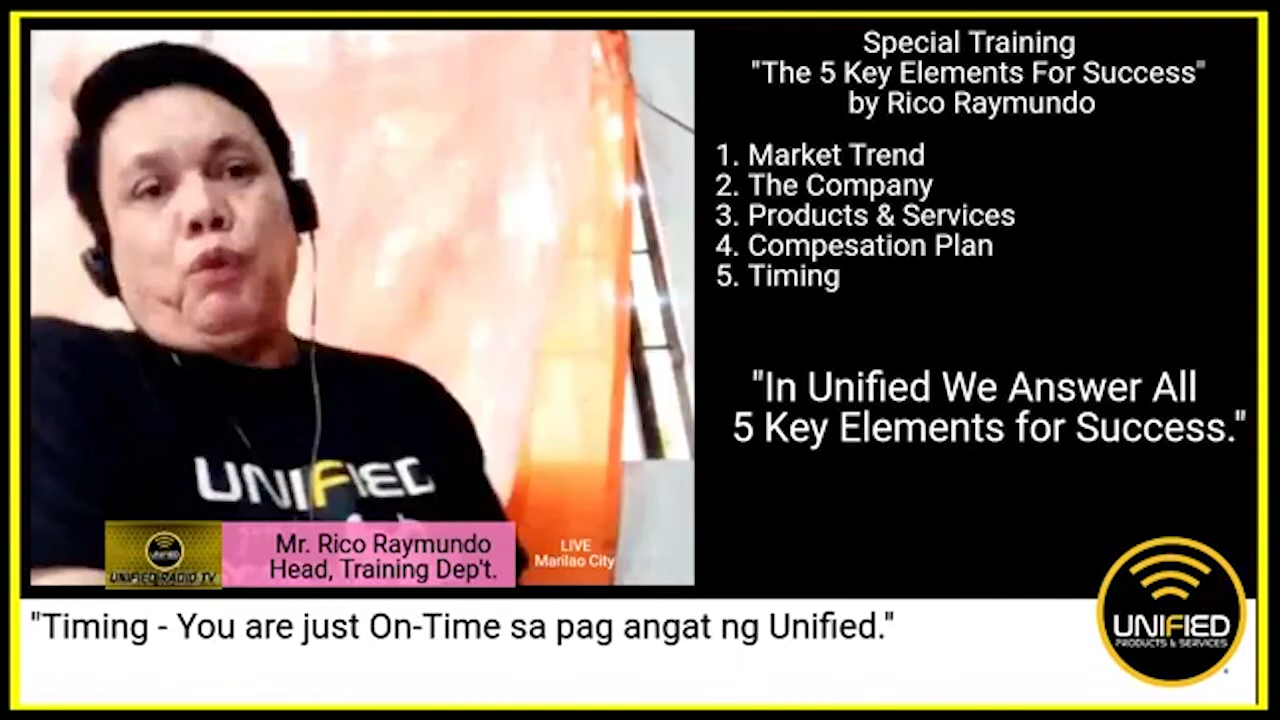 Special Training
"The 5 Key Elements For Success"
by Rico Raymundo
1. Market Trend
2. The Company
3. Products & Services
4. Compesation Plan
5. Timing
"In Unified We Answer All
5 Key Elements for Success."
UNIFIED
Mr. Rico Raymundo
Head, Training Dep't.
UNIFIED
UNIFIED RADIO TV
LIVE
Marilao City
"Timing - You are just On-Time sa pag angat ng Unified."
UNIFIED
PRODUCTS & SERVICES